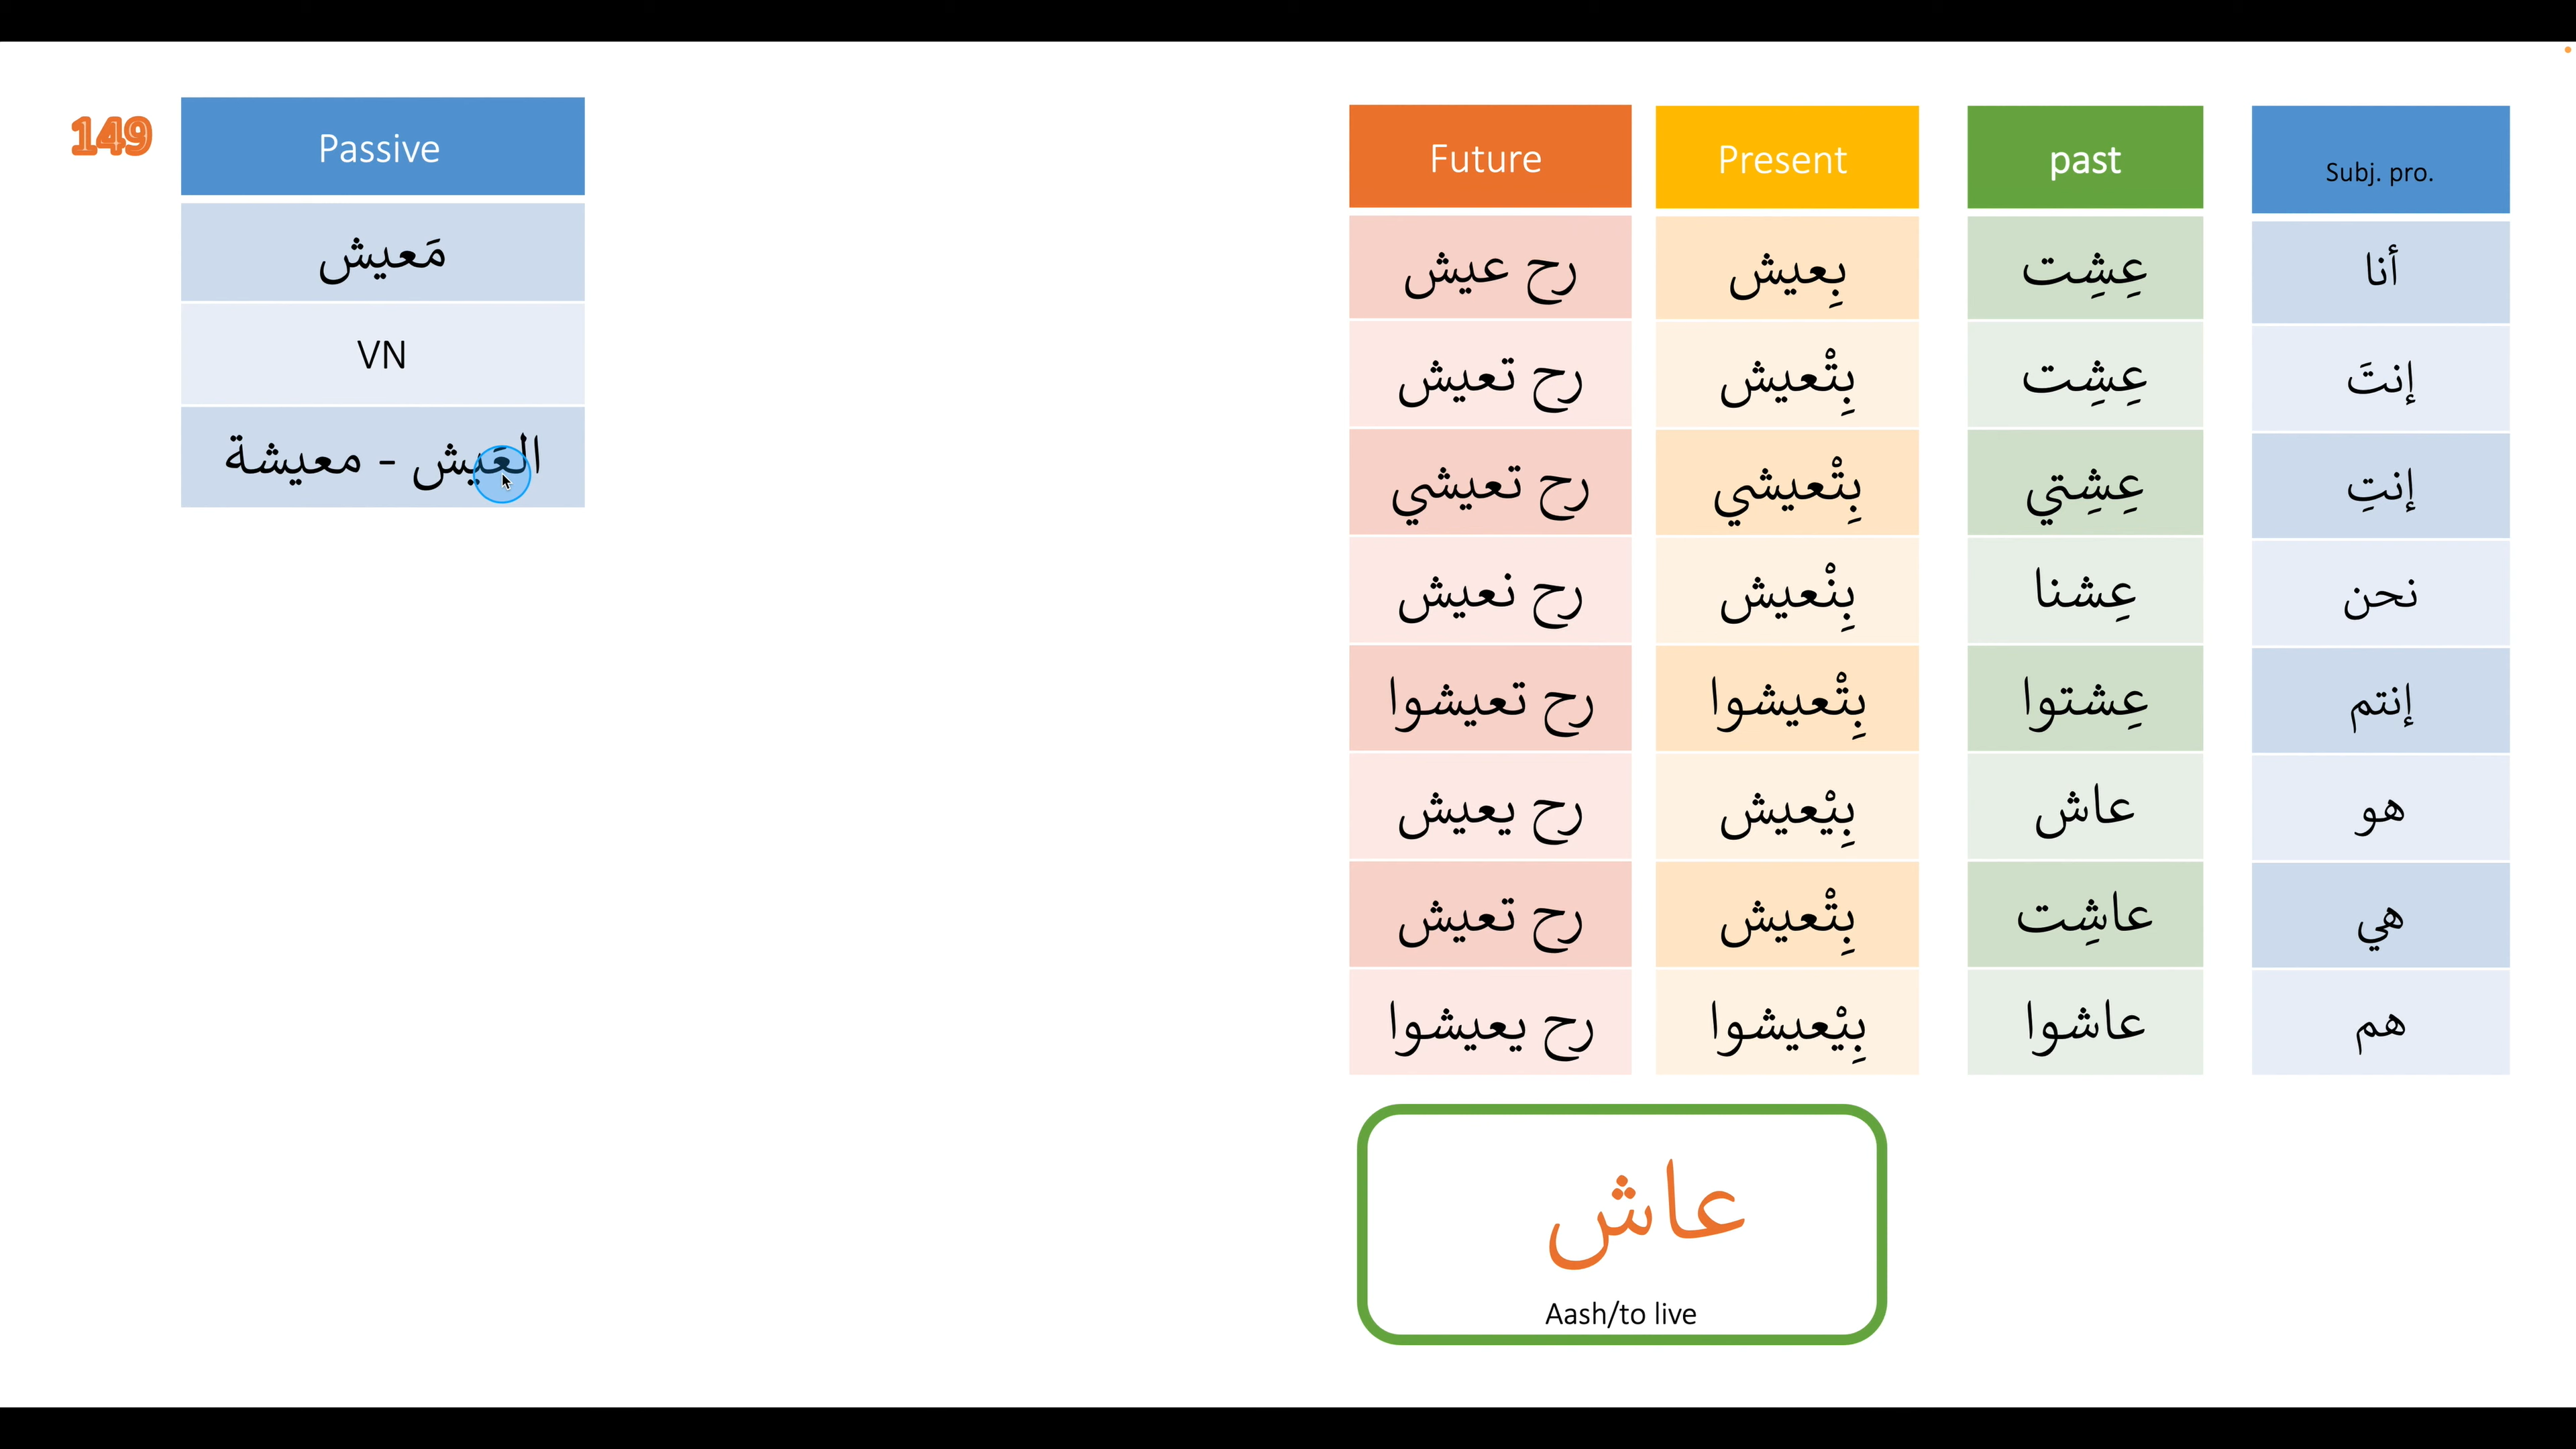 149
Passive
مَعيش
VN
العَيش - معيشة
Future Present past Subj. pro.
رح عيش بِعيش عِشِت أنا
رح تعيش بِتْعيش عِشِت إنتَ
رح تعيشي بِتْعيشي عِشِتي إنتِ
رح نعيش بِنْعيش عِشنا نحن
رح تعيشوا بِتْعيشوا عِشتوا إنتم
رح يعيش بِيْعيش عاش هو
رح تعيش بِتْعيش عاشِت هي
رح يعيشوا بِيْعيشوا عاشوا هم
عاش
Aash/to live